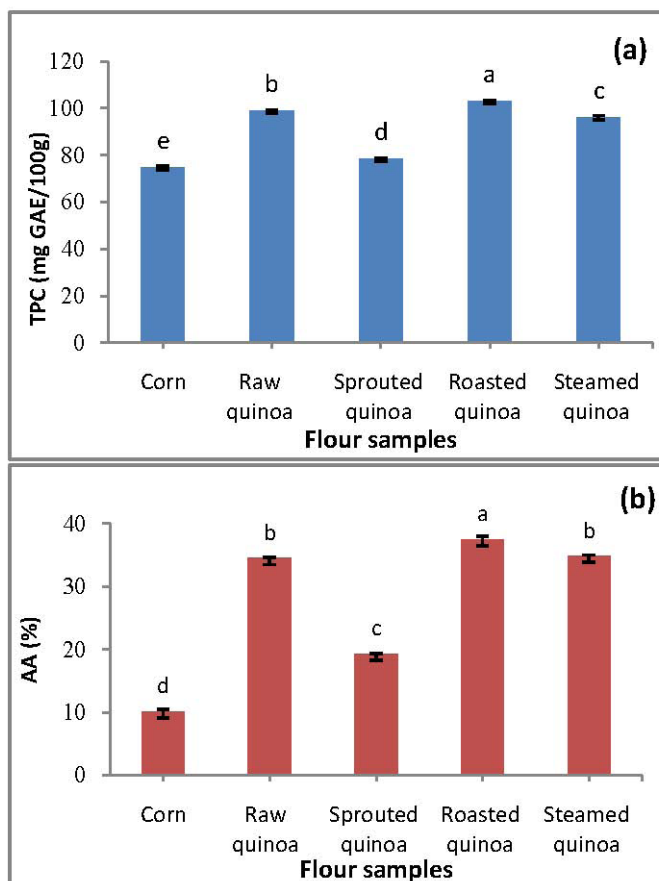 (a)
TPC (mg GAE/100g)
120
100
80
60
40
20
0
e
b
d
a
c
Corn Raw quinoa Sprouted quinoa Roasted quinoa Steamed quinoa
Flour samples
(b)
AA (%)
40
30
20
10
0
d
b
c
a
b
Corn Raw quinoa Sprouted quinoa Roasted quinoa Steamed quinoa
Flour samples